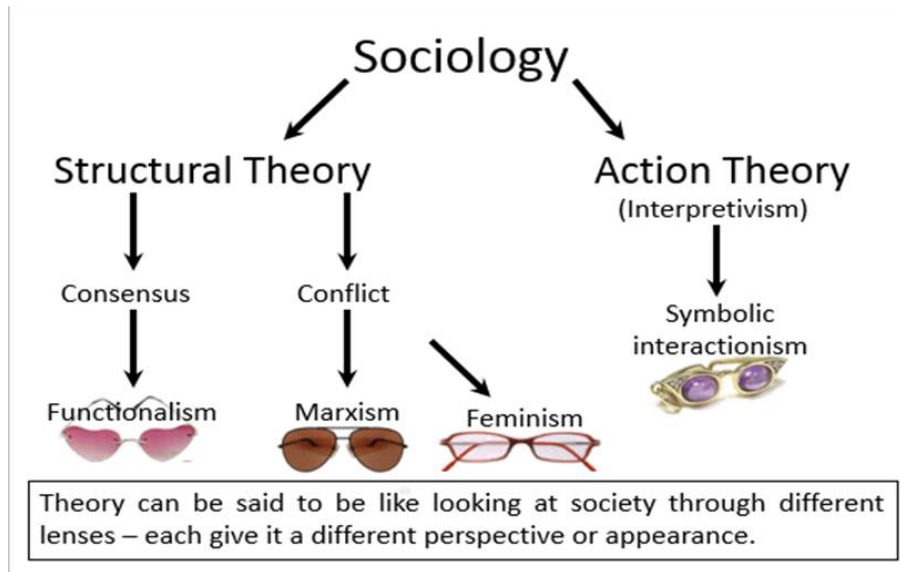 Sociology
Structural Theory
Action Theory
(Interpretivism)
Consensus
Conflict
Symbolic
interactionism
Functionalism
Marxism
Feminism
Theory can be said to be like looking at society through different
lenses – each give it a different perspective or appearance.